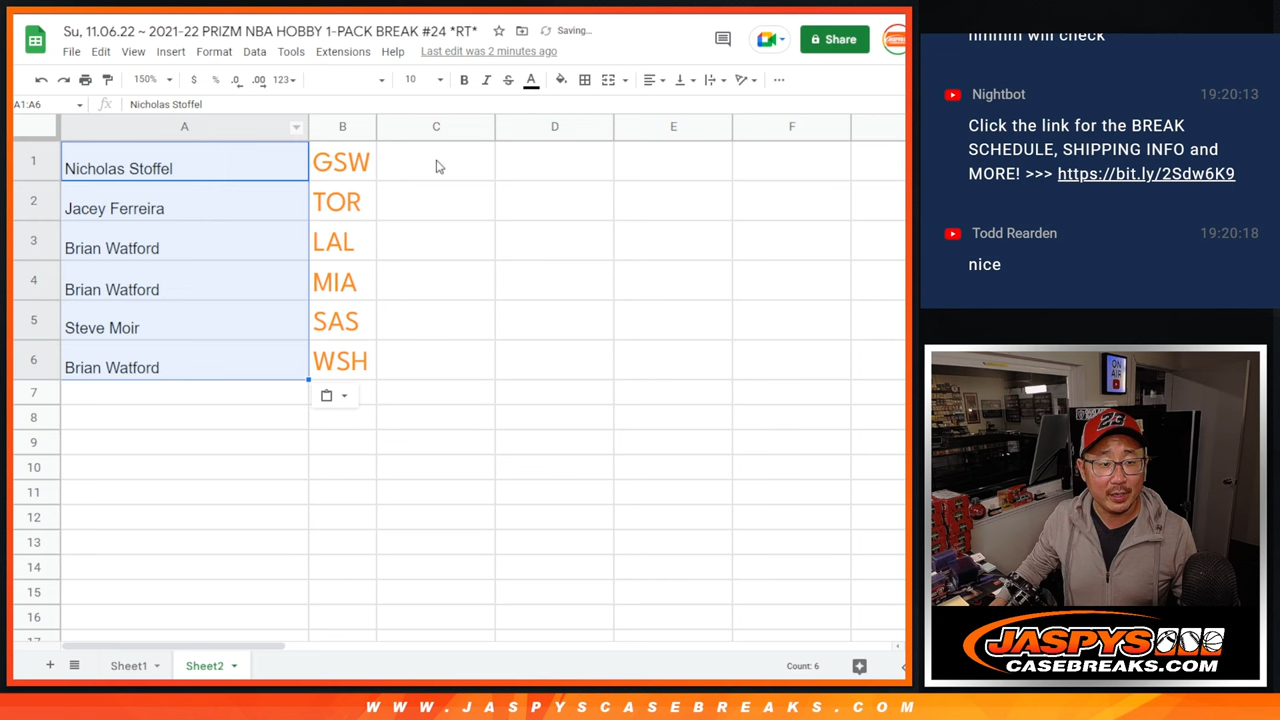 Su, 11.06.22 ~ 2021-22 PRIZM NBA HOBBY 1-PACK BREAK #24 *RT*
Saving...
File Edit View Insert Format Data Tools Extensions Help Last edit was 2 minutes ago
Share
150% $ % .0 .00 123 10 B I S A
A1:A6 fx Nicholas Stoffel
A B C D E F
1 Nicholas Stoffel GSW
2 Jacey Ferreira TOR
3 Brian Watford LAL
4 Brian Watford MIA
5 Steve Moir SAS
6 Brian Watford WSH
7
8
9
10
11
12
13
14
15
16
Sheet1 Sheet2 Count: 6
will check
Nightbot 19:20:13
Click the link for the BREAK
SCHEDULE, SHIPPING INFO and
MORE! >>> https://bit.ly/2Sdw6K9
Todd Rearden 19:20:18
nice
ON
AIR
23
JASPYS
CASEBREAKS.COM
WWW.JASPYSCASEBREAKS.COM